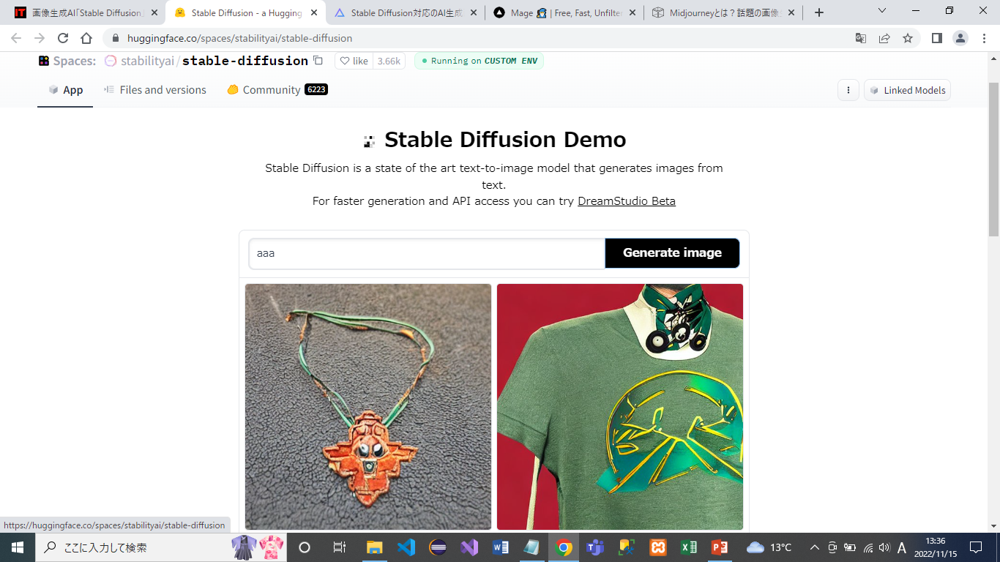 画像生成AI「Stable Diffusion」
Stable Diffusion - a Hugging
Stable Diffusion対応のAI生成
Mage | Free, Fast, Unfilter
Midjourneyとは？話題の画像
huggingface.co/spaces/stabilityai/stable-diffusion
Spaces: stabilityai/stable-diffusion like 3.66k Running on CUSTOM ENV
App Files and versions Community 6223 Linked Models
Stable Diffusion Demo
Stable Diffusion is a state of the art text-to-image model that generates images from
text.
For faster generation and API access you can try DreamStudio Beta
aaa Generate image
https://huggingface.co/spaces/stabilityai/stable-diffusion
ここに入力して検索 13°C A 13:36
2022/11/15